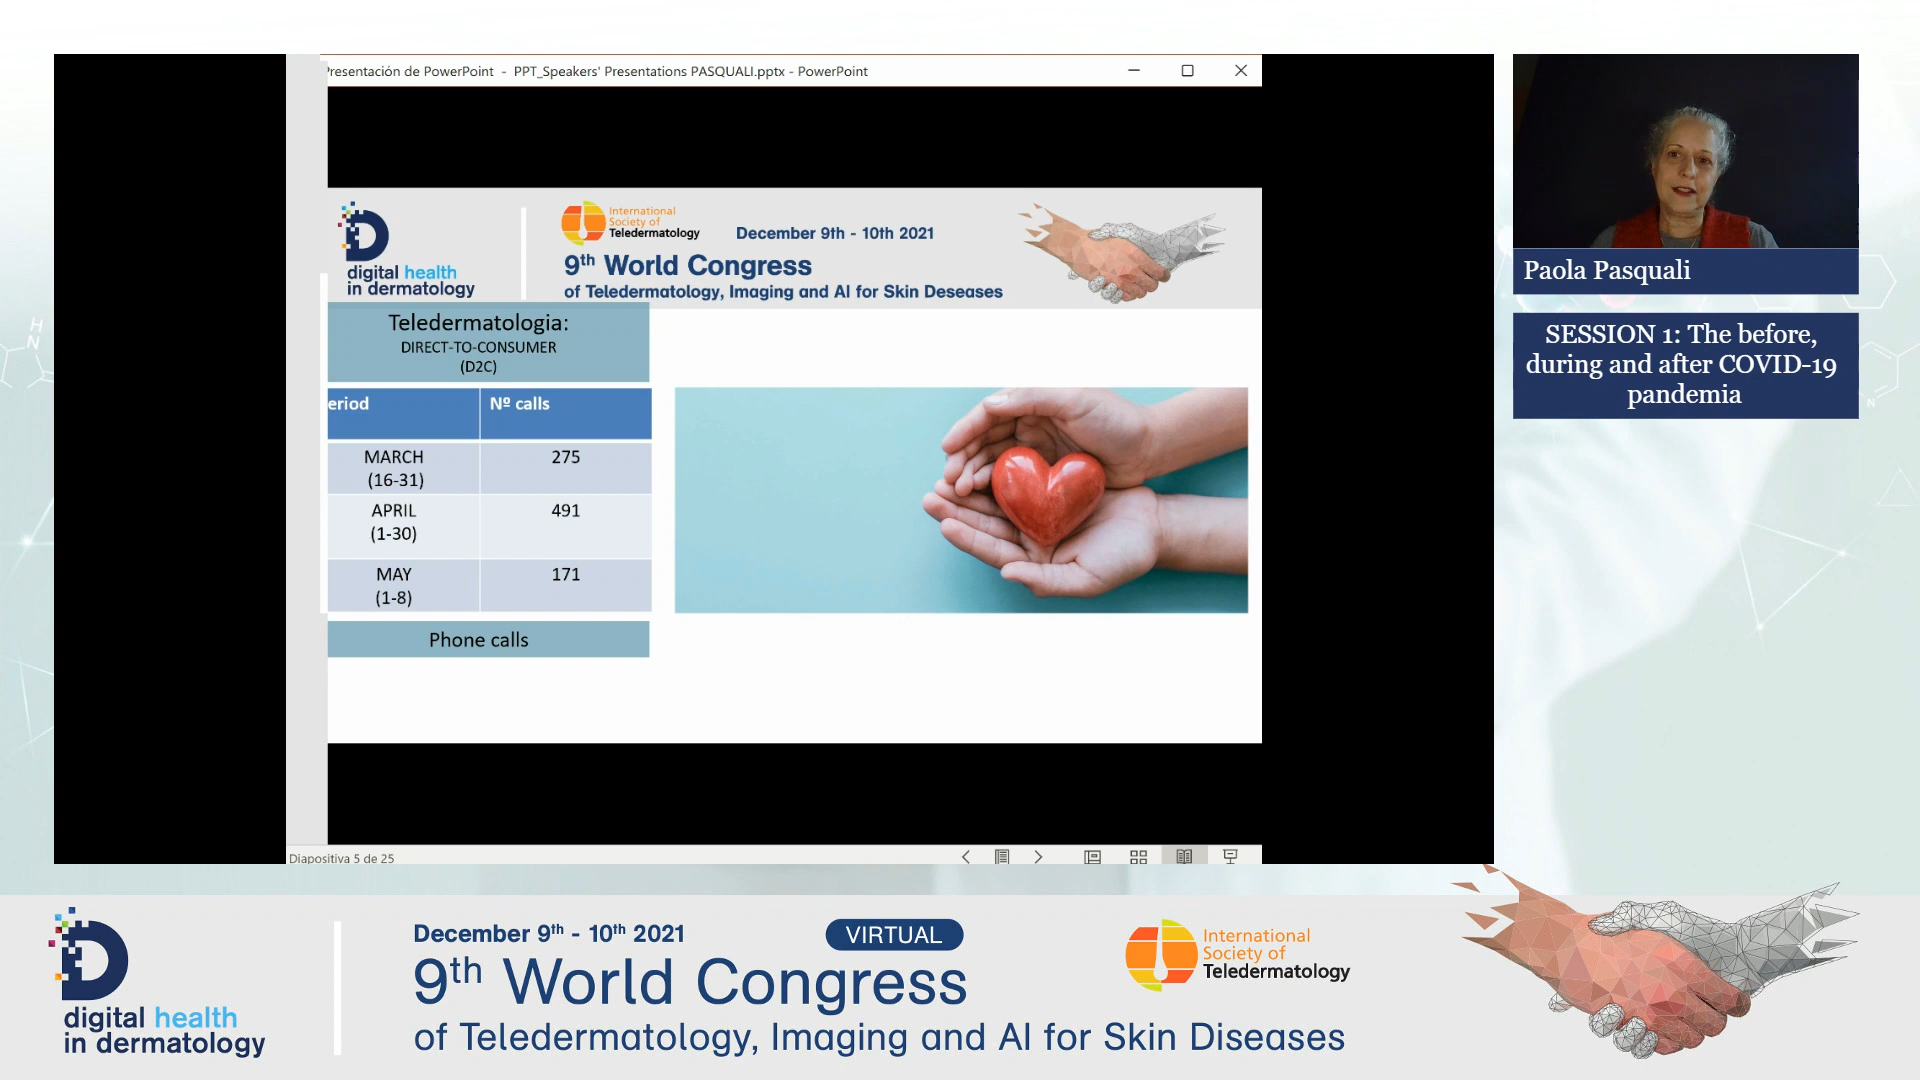 Presentación de PowerPoint - PPT_Speakers' Presentations PASQUALI.pptx - PowerPoint
digital health
in dermatology
International
Society of
Teledermatology
December 9th - 10th 2021
9th World Congress
of Teledermatology, Imaging and AI for Skin Deseases
Teledermatologia:
DIRECT-TO-CONSUMER
(D2C)
eriod
Nº calls
MARCH
(16-31)
275
APRIL
(1-30)
491
MAY
(1-8)
171
Phone calls
Diapositiva 5 de 25
Paola Pasquali
SESSION 1: The before,
during and after COVID-19
pandemia
digital health
in dermatology
December 9th - 10th 2021
VIRTUAL
9th World Congress
of Teledermatology, Imaging and AI for Skin Diseases
International
Society of
Teledermatology
H
N
N